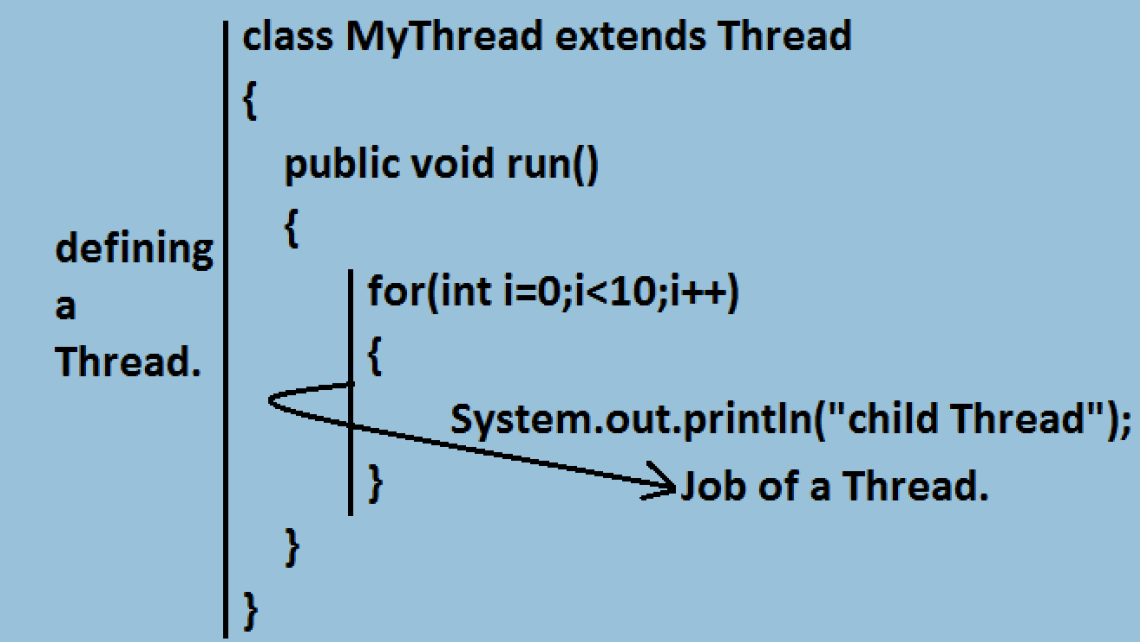 class MyThread extends Thread
{
public void run()
{
defining
a
Thread.
for(int i=0;i<10;i++)
{
System.out.println("child Thread");
}
Job of a Thread.
}
}